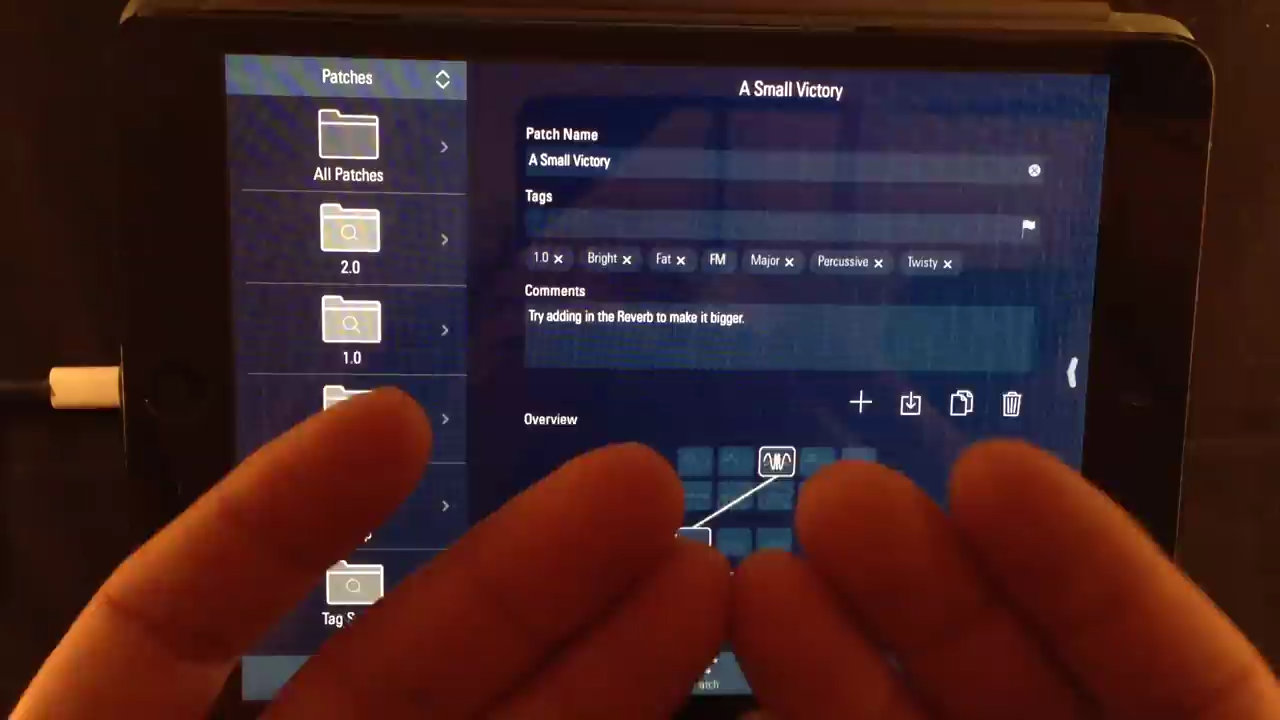 Patches
All Patches
2.0
1.0
Tag S
A Small Victory
Patch Name
A Small Victory
Tags
1.0 Bright Fat FM Major Percussive Twisty
Comments
Try adding in the Reverb to make it bigger.
Overview